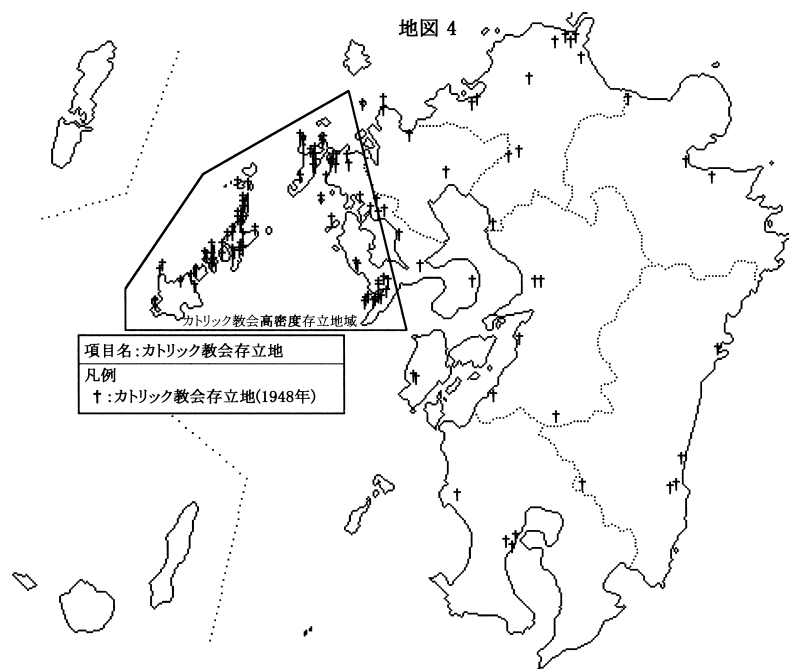 地図 4
カトリック教会高密度存立地域
項目名:カトリック教会存立地
凡例
✝:カトリック教会存立地(1948年)